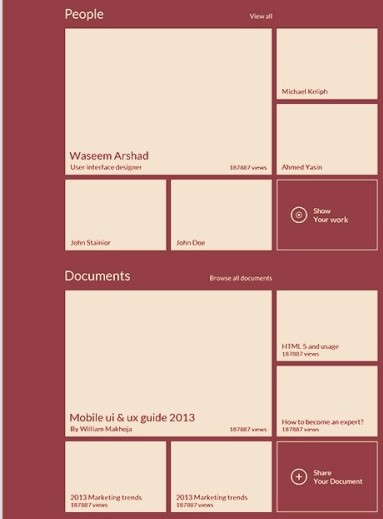 People
View all
Michael Keliph
Waseem Arshad
User interface designer
187887 views
Ahmed Yasin
John Stainior
John Doe
Show
Your work
Documents
Browse all documents
HTML 5 and usage
187887 views
Mobile ui & ux guide 2013
By William Makhoja
187887 views
How to become an expert?
187887 views
2013 Marketing trends
187887 views
2013 Marketing trends
187887 views
Share
Your Document